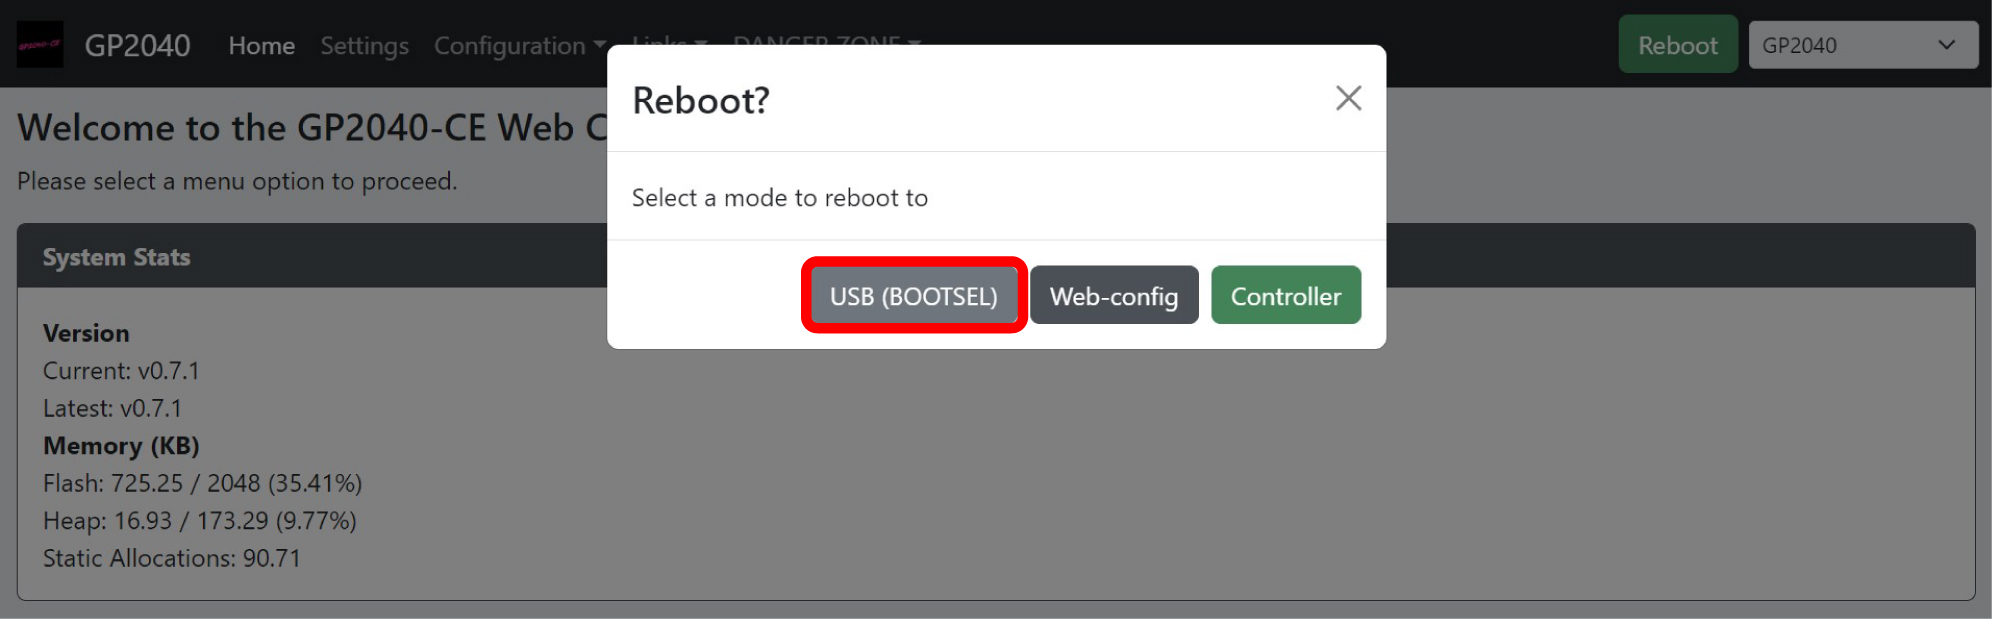 GP2040-CE
GP2040 Home Settings Configuration Links DANGER ZONE Reboot GP2040
Reboot?
Welcome to the GP2040-CE Web C
Please select a menu option to proceed.
Select a mode to reboot to
System Stats
USB (BOOTSEL) Web-config Controller
Version
Current: v0.7.1
Latest: v0.7.1
Memory (KB)
Flash: 725.25 / 2048 (35.41%)
Heap: 16.93 / 173.29 (9.77%)
Static Allocations: 90.71